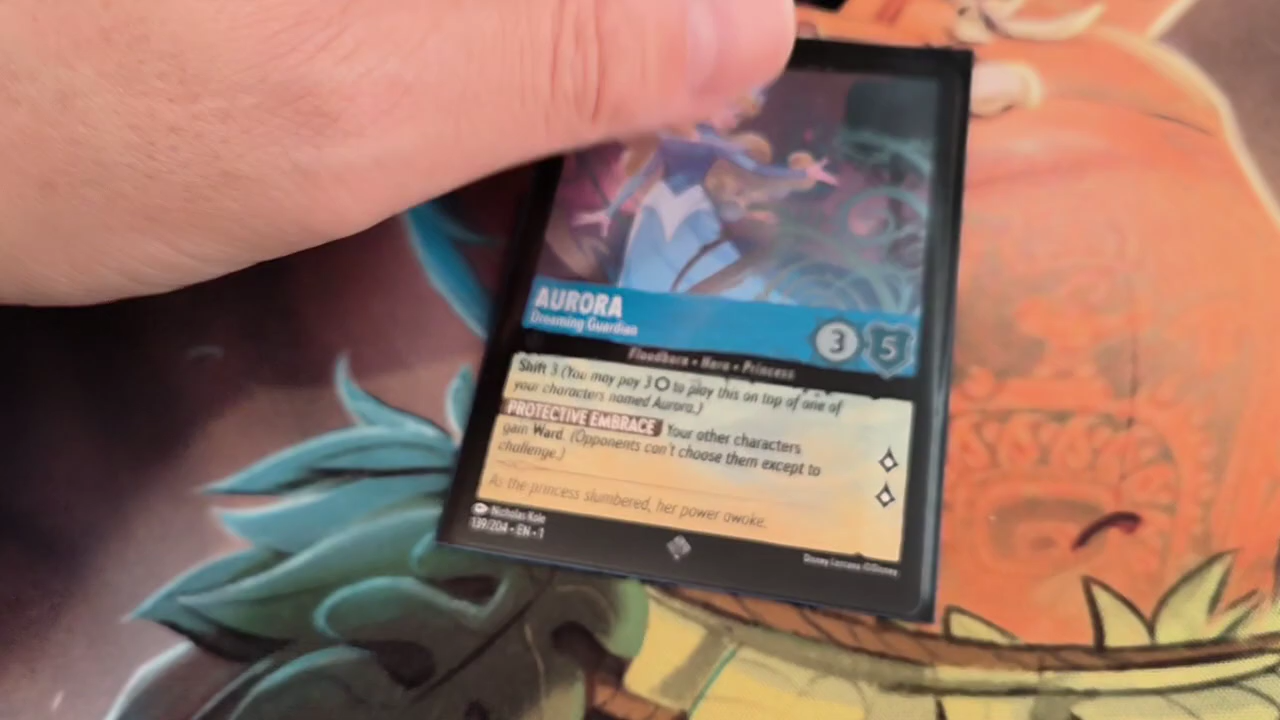 AURORA
Dreaming Guardian
3 5
Floodborn • Hero • Princess
Shift 3 (You may pay 3 to play this on top of one of
your characters named Aurora.)
PROTECTIVE EMBRACE Your other characters
gain Ward. (Opponents can't choose them except to
challenge.)
As the princess slumbered, her power awoke.
Nicholas Kole
139/204 • EN • 1
Disney Lorcana ©Disney